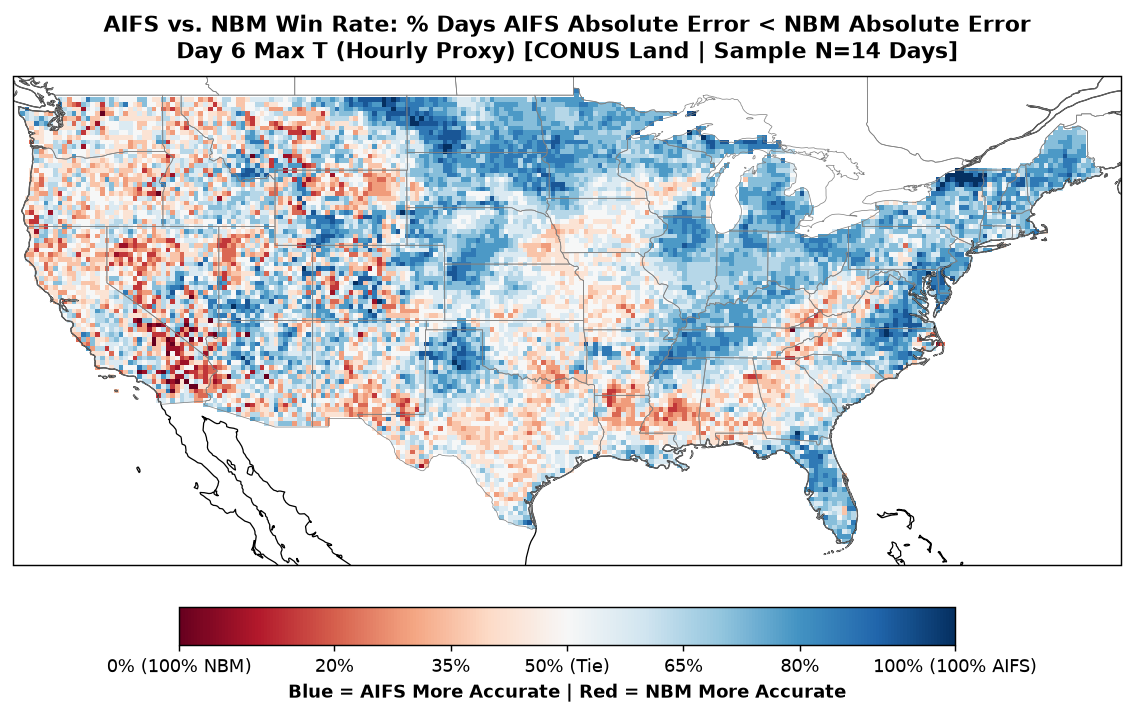 AIFS vs. NBM Win Rate: % Days AIFS Absolute Error < NBM Absolute Error
Day 6 Max T (Hourly Proxy) [CONUS Land | Sample N=14 Days]
0% (100% NBM) 20% 35% 50% (Tie) 65% 80% 100% (100% AIFS)
Blue = AIFS More Accurate | Red = NBM More Accurate